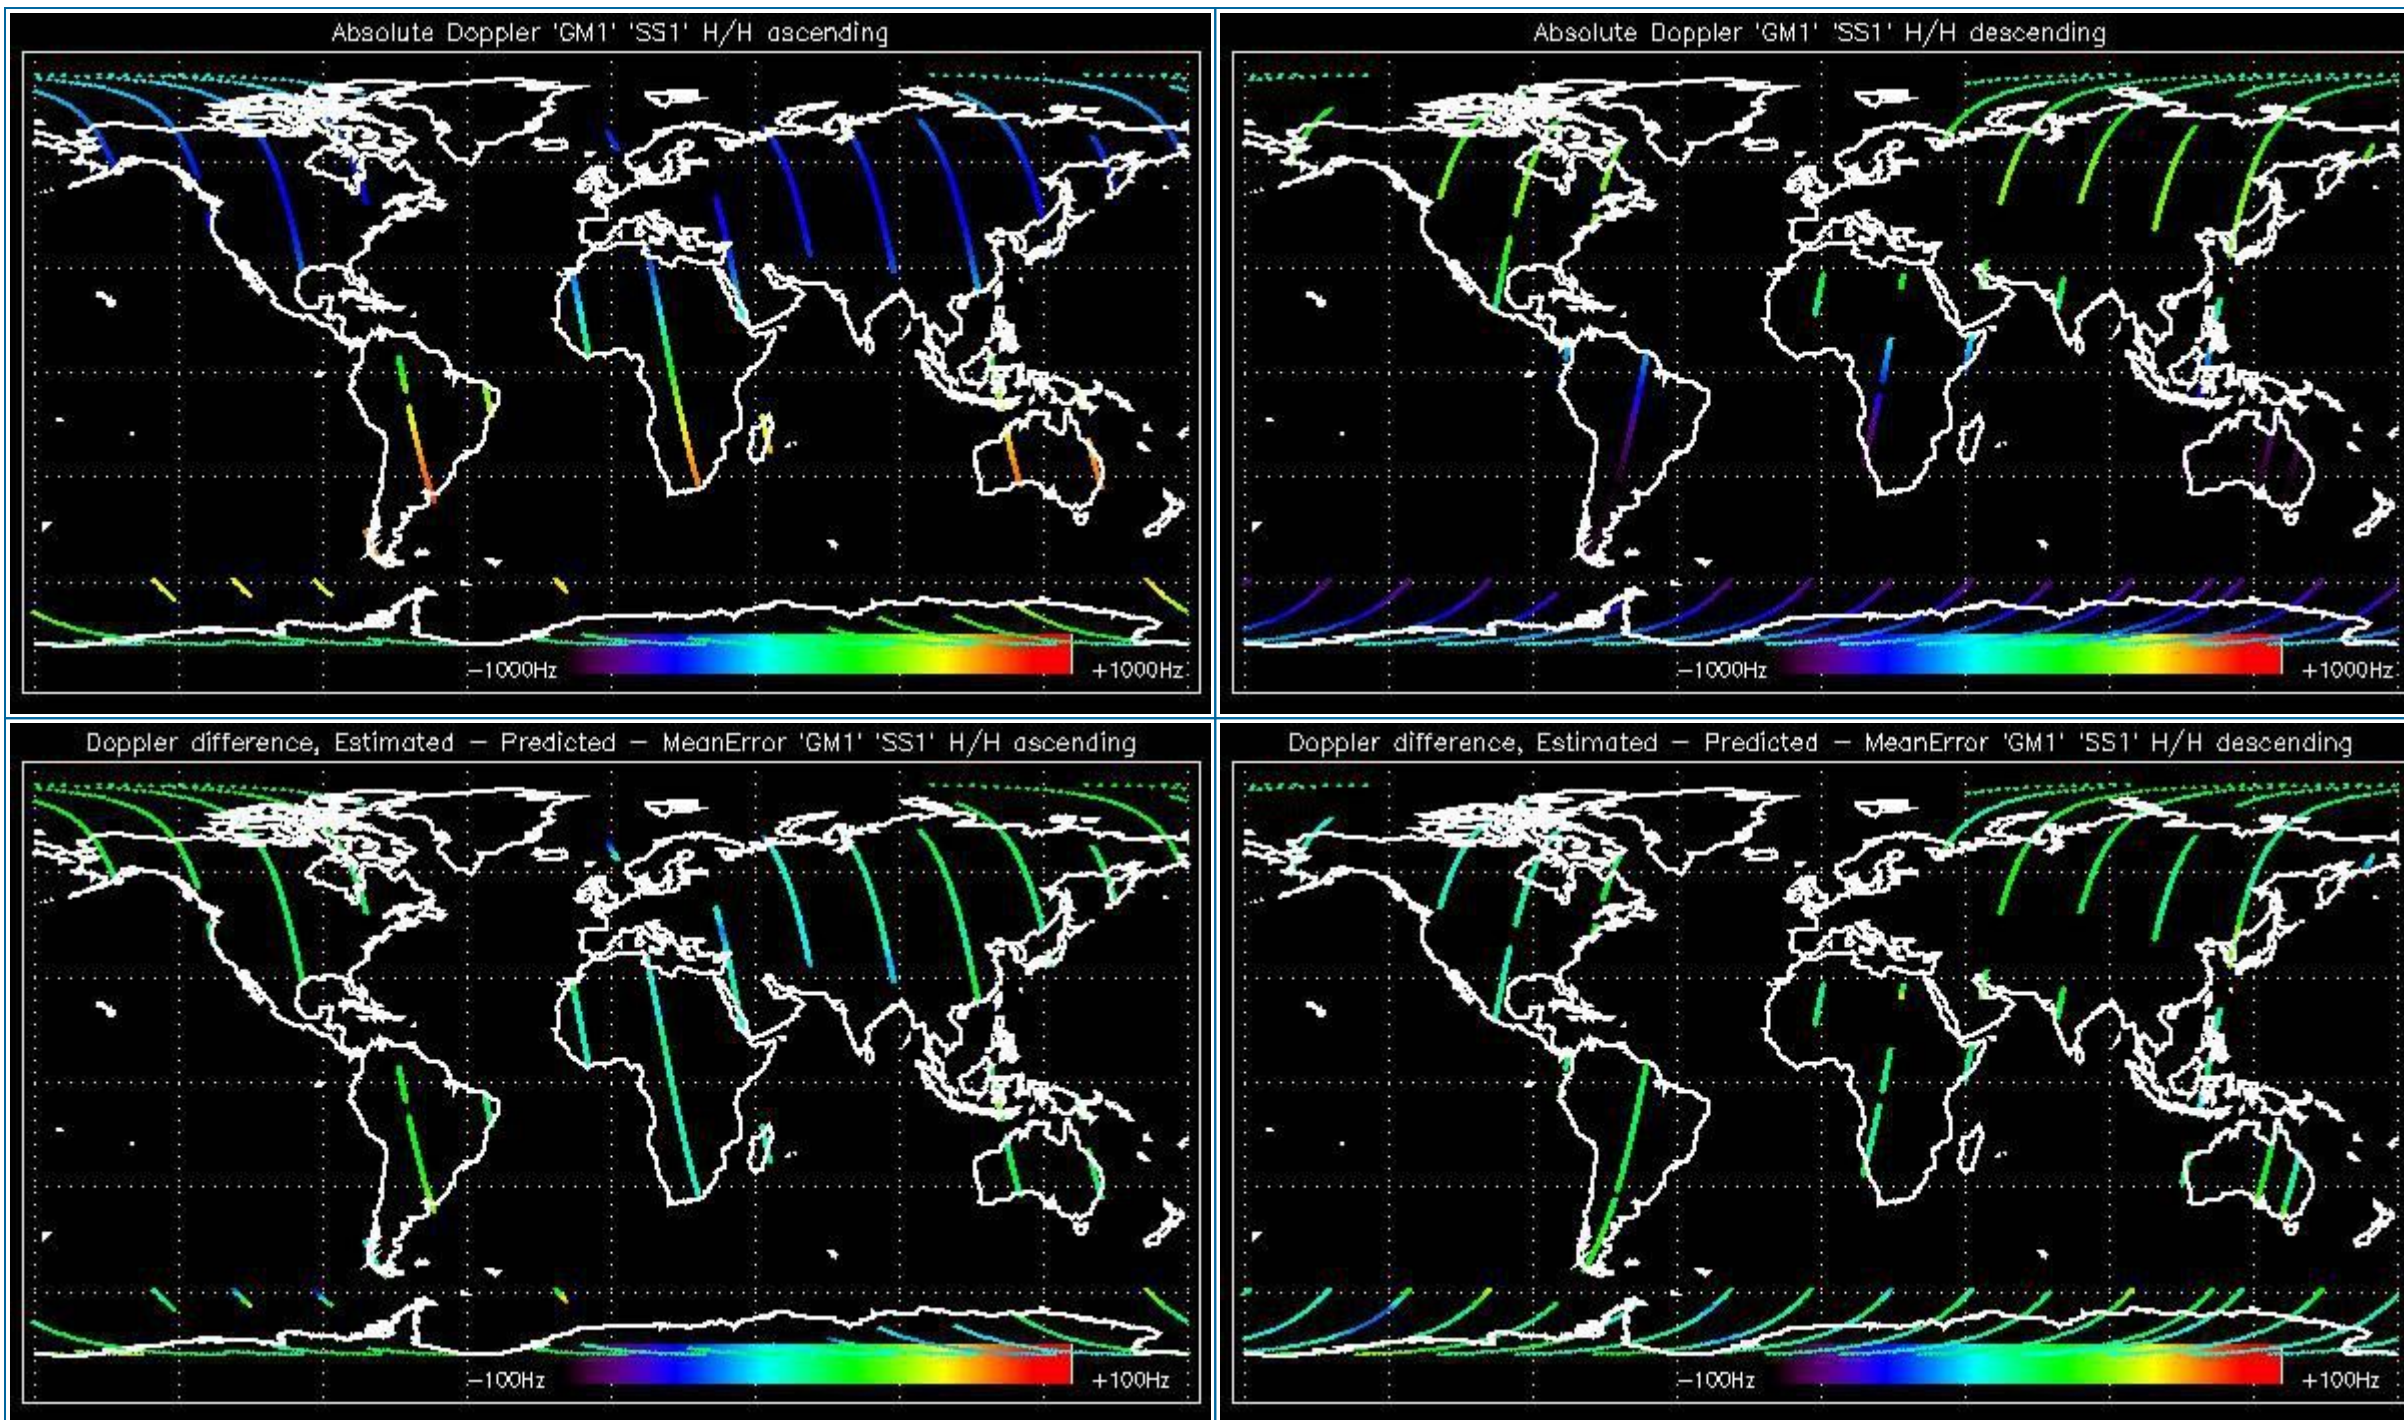 Absolute Doppler 'GM1' 'SS1' H/H ascending
−1000Hz
+1000Hz
Absolute Doppler 'GM1' 'SS1' H/H descending
−1000Hz
+1000Hz
Doppler difference, Estimated − Predicted − MeanError 'GM1' 'SS1' H/H ascending
−100Hz
+100Hz
Doppler difference, Estimated − Predicted − MeanError 'GM1' 'SS1' H/H descending
−100Hz
+100Hz